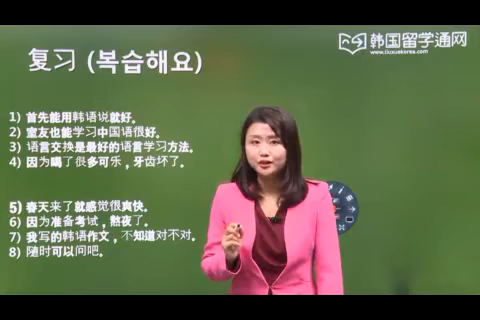 复习 (복습해요)
韩国留学通网
www.liuxuekorea.com
1) 首先能用韩语说就好。
2) 室友也能学习中国语很好。
3) 语言交换是最好的语言学习方法。
4) 因为喝了很多可乐，牙齿坏了。
5) 春天来了就感觉很爽快。
6) 因为准备考试，熬夜了。
7) 我写的韩语作文，不知道对不对。
8) 随时可以问吧。